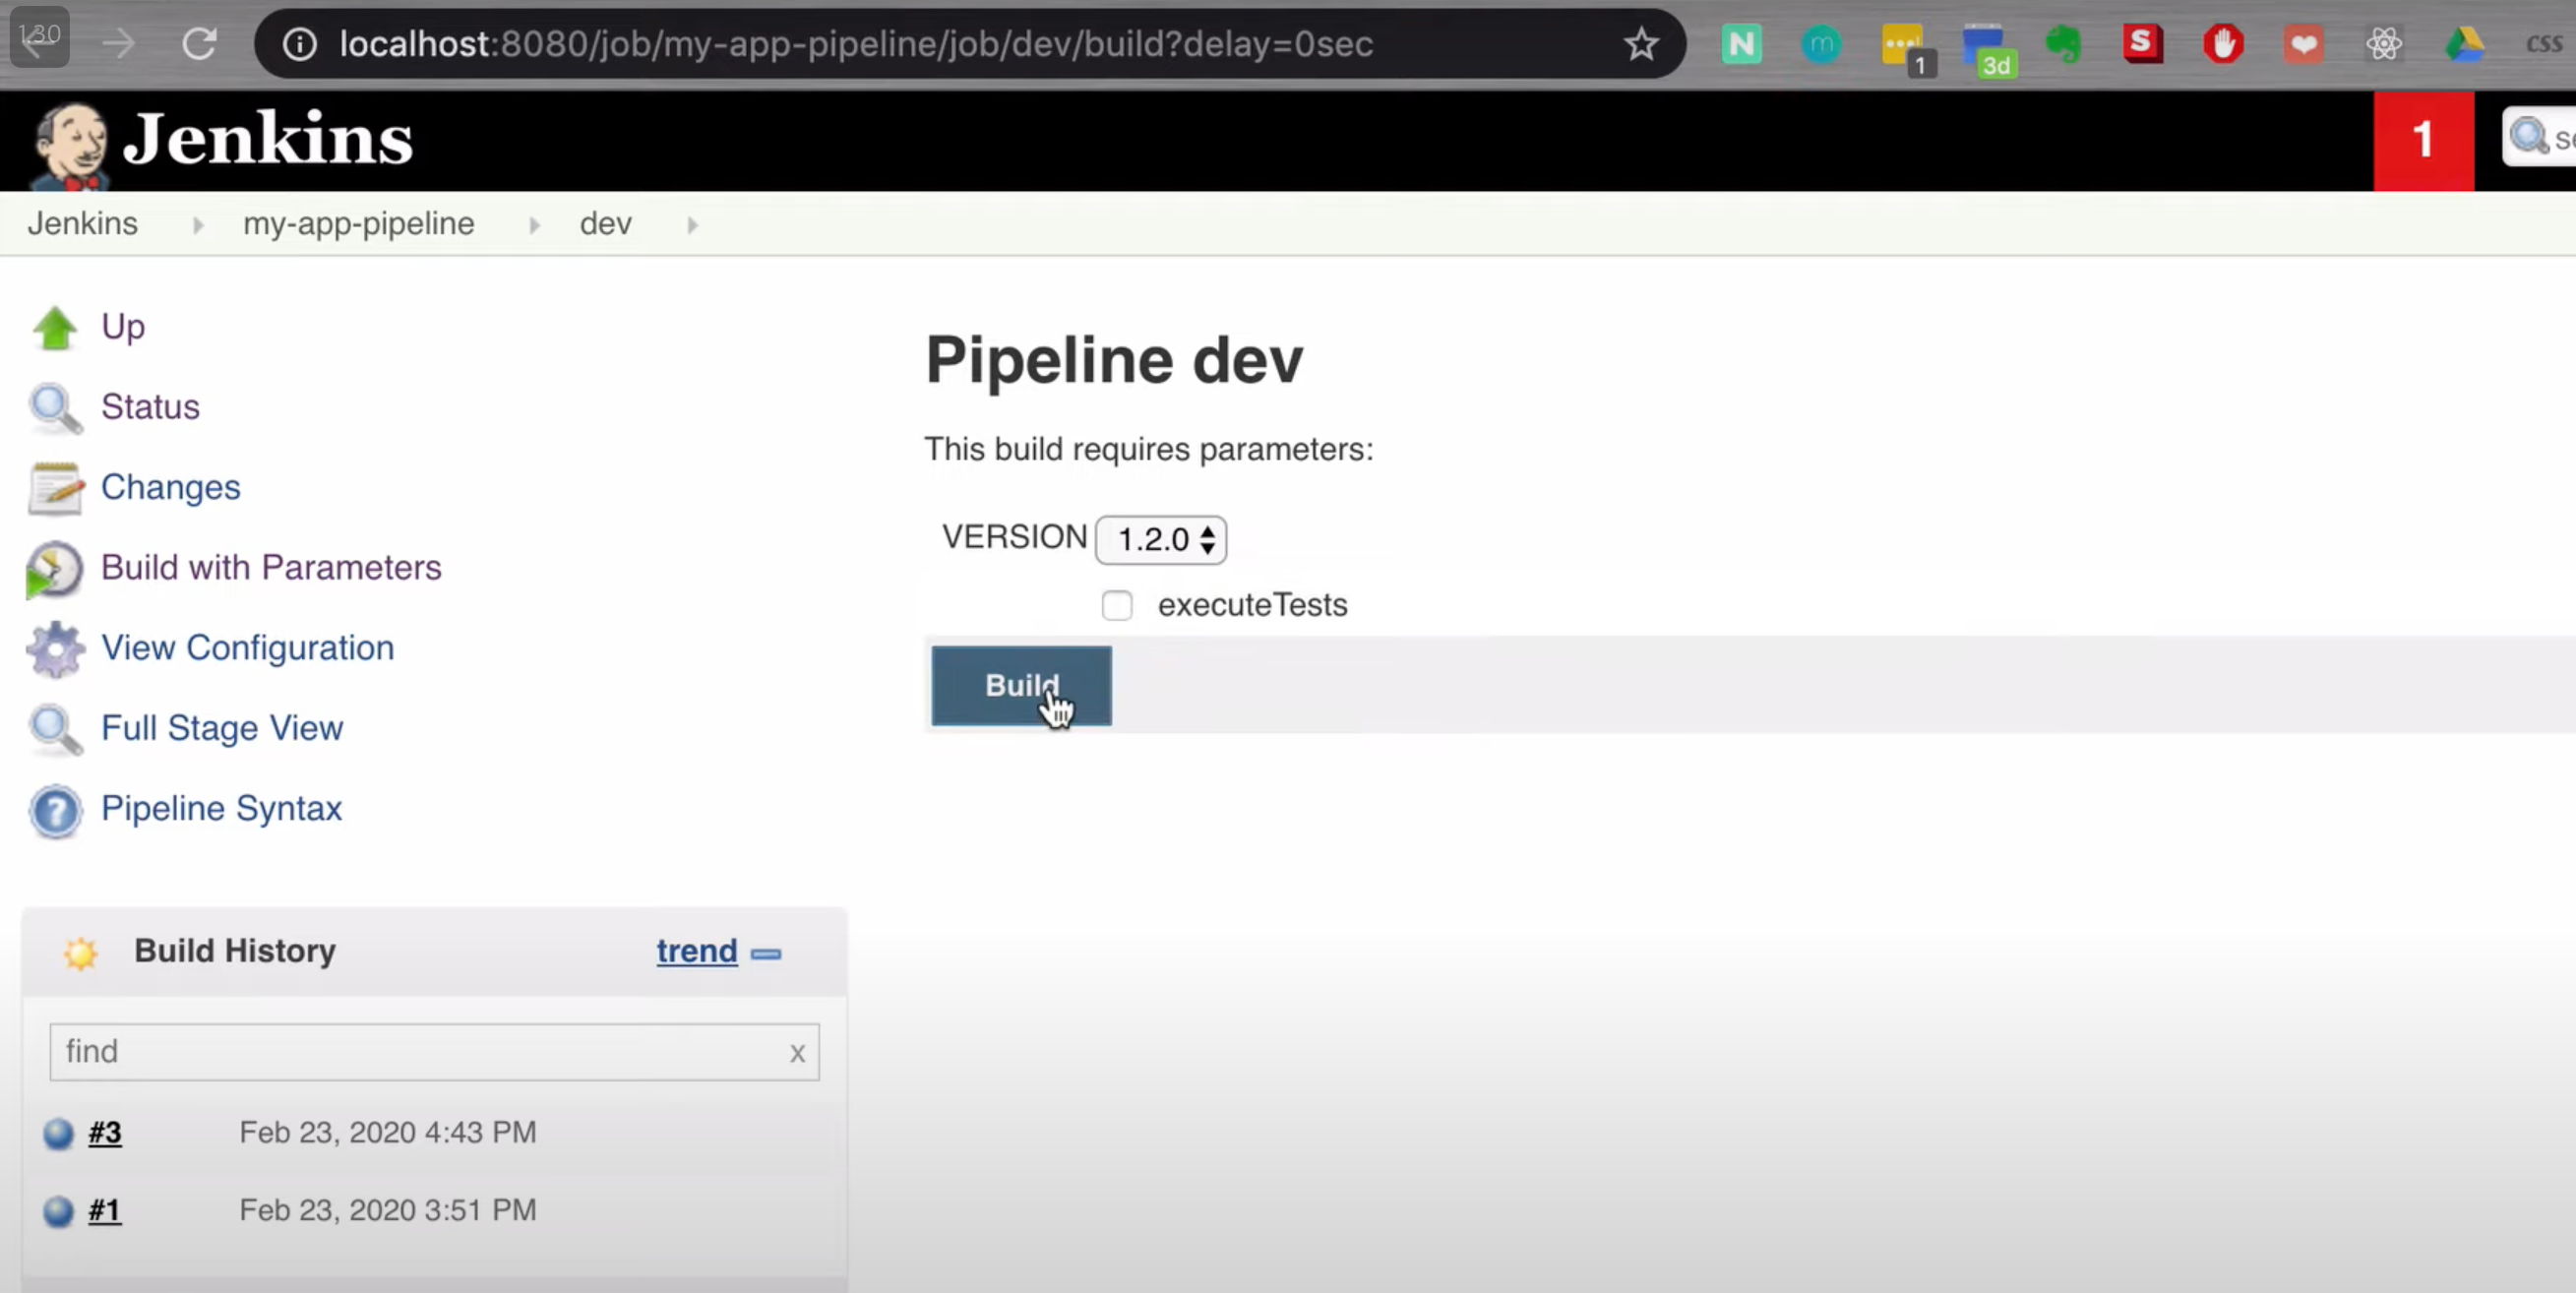 1.30
localhost:8080/job/my-app-pipeline/job/dev/build?delay=0sec
N
m
1
3d
S
CSS
Jenkins
1
Jenkins
my-app-pipeline
dev
Up
Status
Changes
Build with Parameters
View Configuration
Full Stage View
Pipeline Syntax
Pipeline dev
This build requires parameters:
VERSION 1.2.0
executeTests
Build
Build History trend
find x
#3 Feb 23, 2020 4:43 PM
#1 Feb 23, 2020 3:51 PM